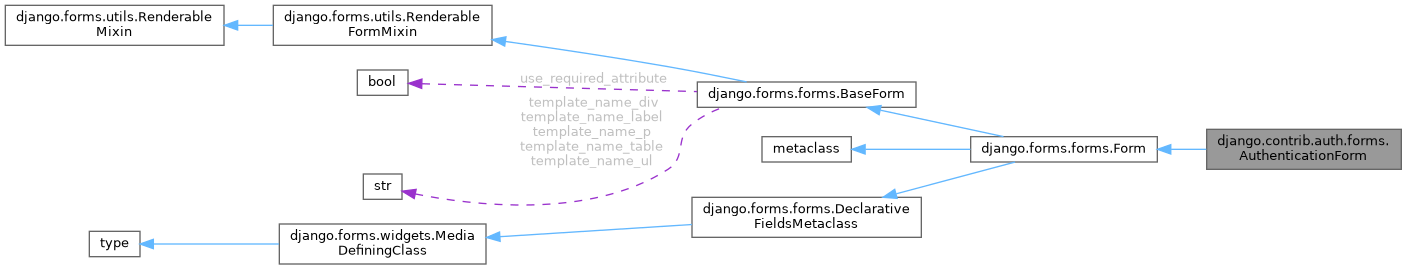 django.forms.utils.Renderable
Mixin
django.forms.utils.Renderable
FormMixin
bool
use_required_attribute
django.forms.forms.BaseForm
template_name_div
template_name_label
template_name_p
template_name_table
template_name_ul
metaclass
django.forms.forms.Form
django.contrib.auth.forms.
AuthenticationForm
str
django.forms.forms.Declarative
FieldsMetaclass
type
django.forms.widgets.Media
DefiningClass